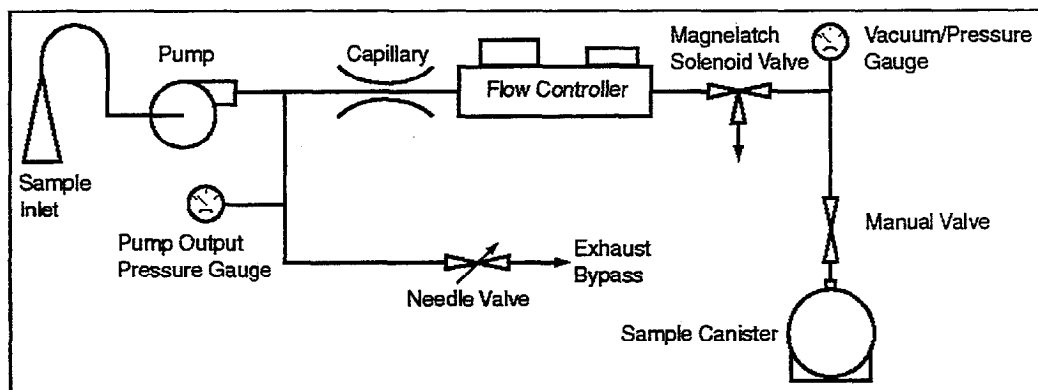 Pump
Capillary
Magnelatch
Solenoid Valve
Vacuum/Pressure
Gauge
Flow Controller
Sample
Inlet
Pump Output
Pressure Gauge
Needle Valve
Exhaust
Bypass
Manual Valve
Sample Canister